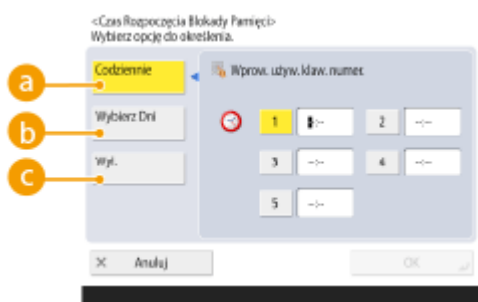 <Czas Rozpoczęcia Blokady Pamięci>
Wybierz opcję do określenia.
a
Codziennie
Wprow. używ. klaw. numer.
b
Wybierz Dni
1 -:-- 2 --:--
c
Wył.
3 --:-- 4 --:--
5 --:--
× Anuluj
OK